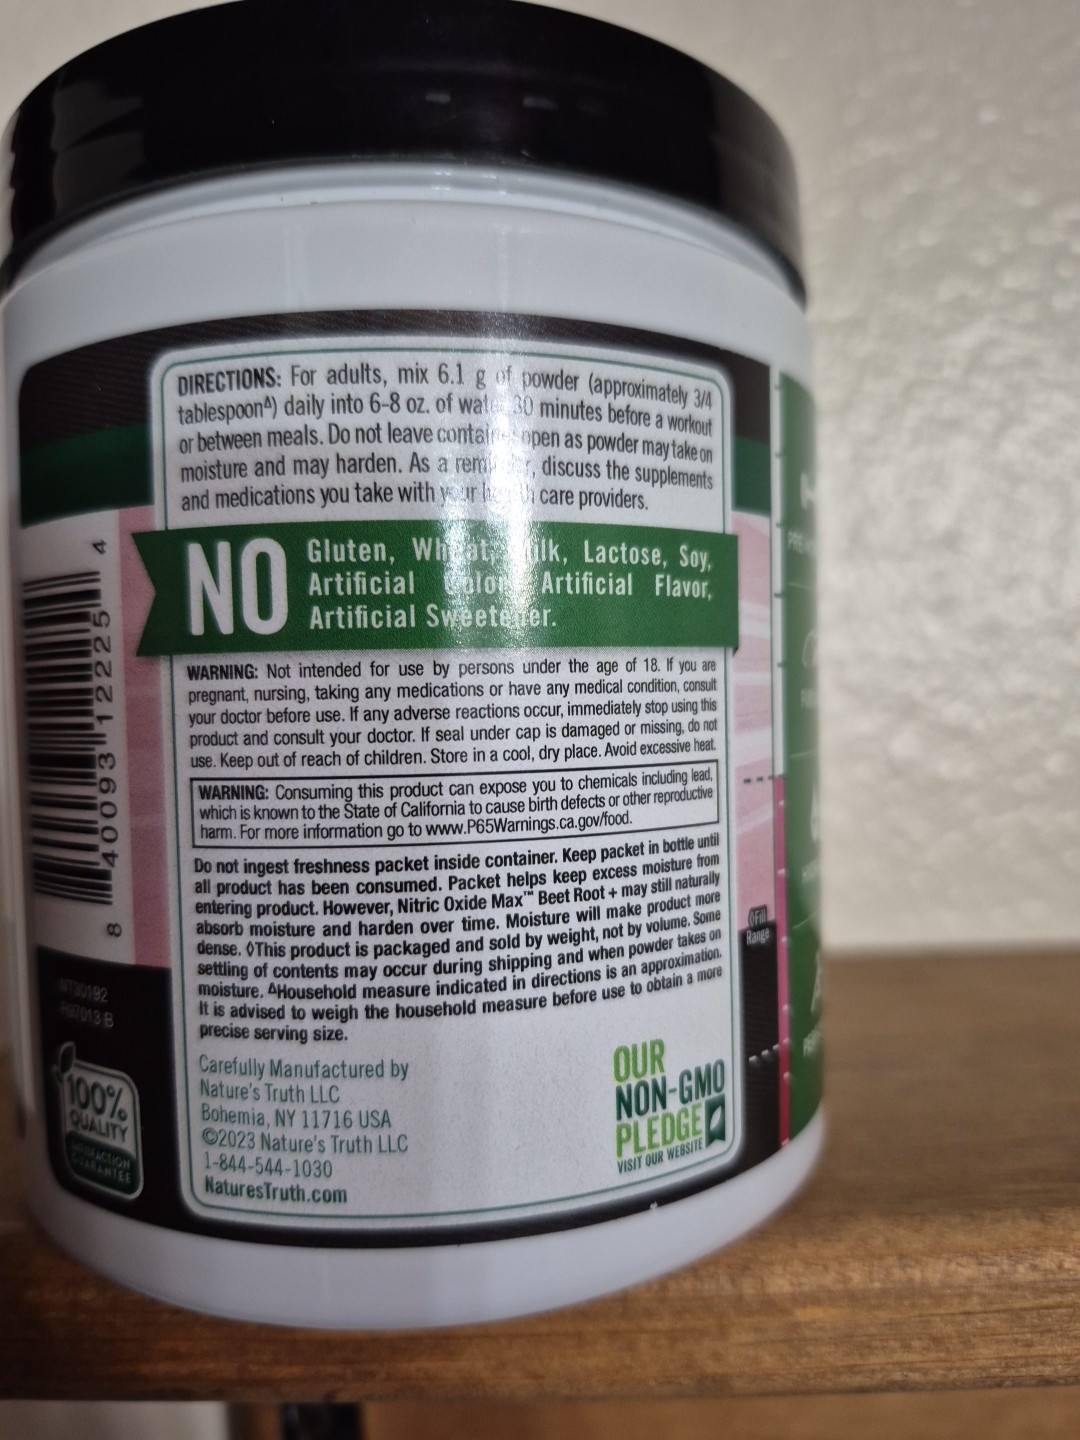 DIRECTIONS: For adults, mix 6.1 g of powder (approximately 3/4
tablespoonᐞ) daily into 6-8 oz. of water 30 minutes before a workout
or between meals. Do not leave container open as powder may take on
moisture and may harden. As a reminder, discuss the supplements
and medications you take with your health care providers.
NO
Gluten, Wheat, Milk, Lactose, Soy,
Artificial Color, Artificial Flavor,
Artificial Sweetener.
WARNING: Not intended for use by persons under the age of 18. If you are
pregnant, nursing, taking any medications or have any medical condition, consult
your doctor before use. If any adverse reactions occur, immediately stop using this
product and consult your doctor. If seal under cap is damaged or missing, do not
use. Keep out of reach of children. Store in a cool, dry place. Avoid excessive heat.
WARNING: Consuming this product can expose you to chemicals including lead,
which is known to the State of California to cause birth defects or other reproductive
harm. For more information go to www.P65Warnings.ca.gov/food.
Do not ingest freshness packet inside container. Keep packet in bottle until
all product has been consumed. Packet helps keep excess moisture from
entering product. However, Nitric Oxide Max™ Beet Root + may still naturally
absorb moisture and harden over time. Moisture will make product more
dense. ◊This product is packaged and sold by weight, not by volume. Some
settling of contents may occur during shipping and when powder takes on
moisture. ᐞHousehold measure indicated in directions is an approximation.
It is advised to weigh the household measure before use to obtain a more
precise serving size.
Carefully Manufactured by
Nature's Truth LLC
Bohemia, NY 11716 USA
©2023 Nature's Truth LLC
1-844-544-1030
NaturesTruth.com
OUR
NON-GMO
PLEDGE
VISIT OUR WEBSITE
8 40093 12225 4
100%
QUALITY
SATISFACTION
GUARANTEE
◊Fill
Range